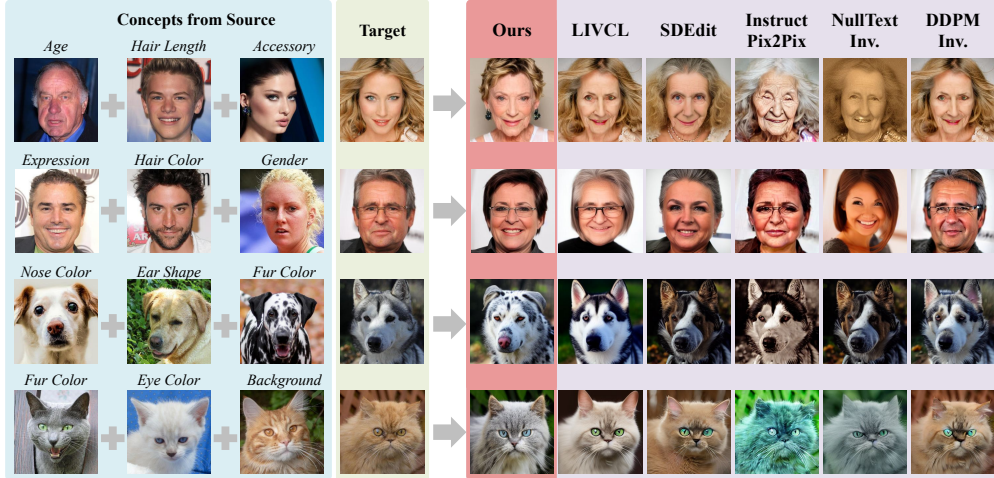 Concepts from Source
Age
Hair Length
Accessory
Target
Ours
LIVCL
SDEdit
Instruct
Pix2Pix
NullText
Inv.
DDPM
Inv.
Expression
Hair Color
Gender
Nose Color
Ear Shape
Fur Color
Fur Color
Eye Color
Background